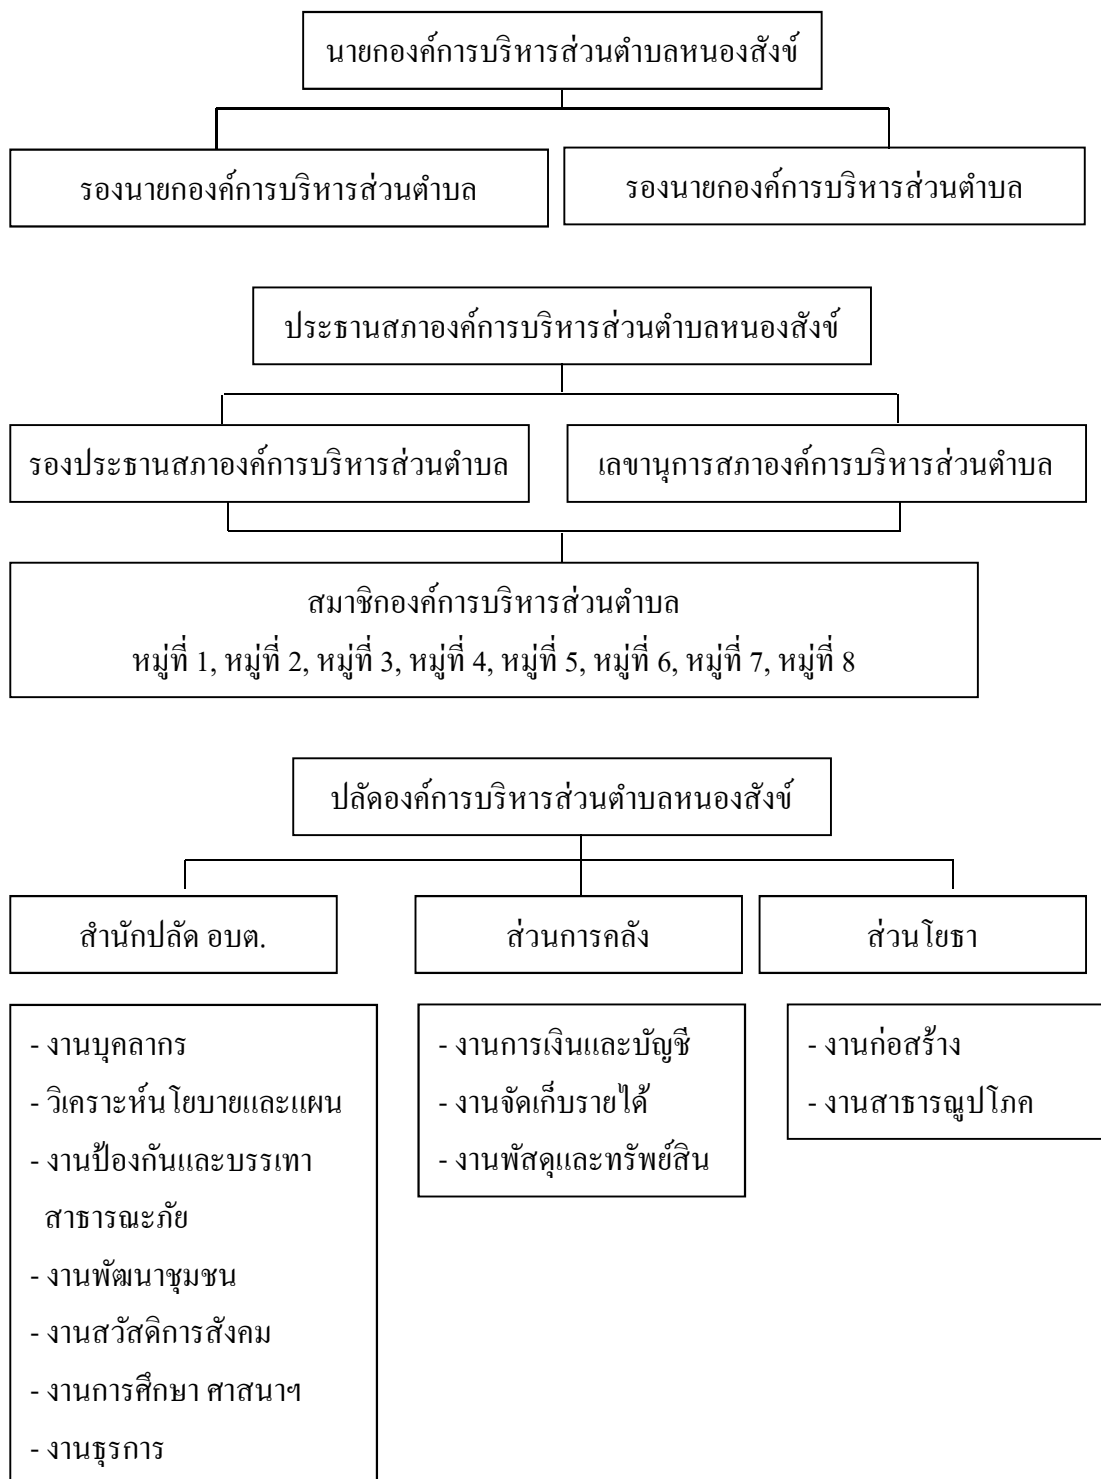 นายกองค์การบริหารส่วนตำบลหนองสังข์
รองนายกองค์การบริหารส่วนตำบล
รองนายกองค์การบริหารส่วนตำบล
ประธานสภาองค์การบริหารส่วนตำบลหนองสังข์
รองประธานสภาองค์การบริหารส่วนตำบล
เลขานุการสภาองค์การบริหารส่วนตำบล
สมาชิกองค์การบริหารส่วนตำบล
หมู่ที่ 1, หมู่ที่ 2, หมู่ที่ 3, หมู่ที่ 4, หมู่ที่ 5, หมู่ที่ 6, หมู่ที่ 7, หมู่ที่ 8
ปลัดองค์การบริหารส่วนตำบลหนองสังข์
สำนักปลัด อบต.
ส่วนการคลัง
ส่วนโยธา
- งานบุคลากร
- วิเคราะห์นโยบายและแผน
- งานป้องกันและบรรเทา
สาธารณะภัย
- งานพัฒนาชุมชน
- งานสวัสดิการสังคม
- งานการศึกษา ศาสนาฯ
- งานธุรการ
- งานการเงินและบัญชี
- งานจัดเก็บรายได้
- งานพัสดุและทรัพย์สิน
- งานก่อสร้าง
- งานสาธารณูปโภค